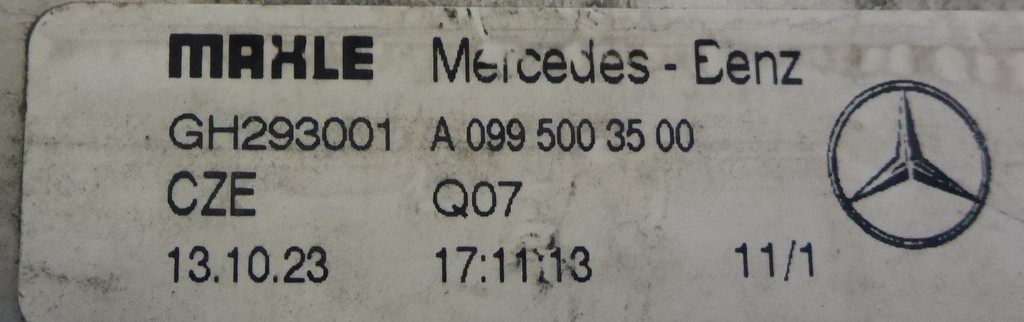 MAHLE Mercedes - Benz
GH293001 A 099 500 35 00
CZE Q07
13.10.23 17:11:13 11/1